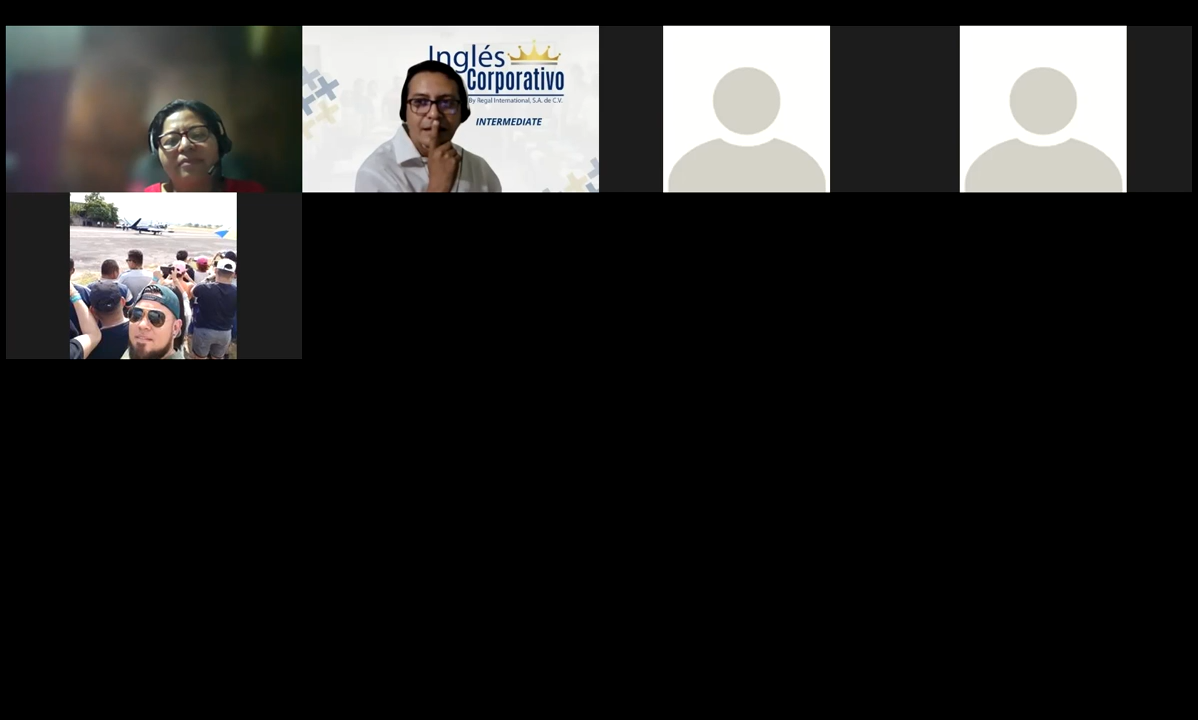 Inglés
Corporativo
By Regal International, S.A. de C.V.
INTERMEDIATE